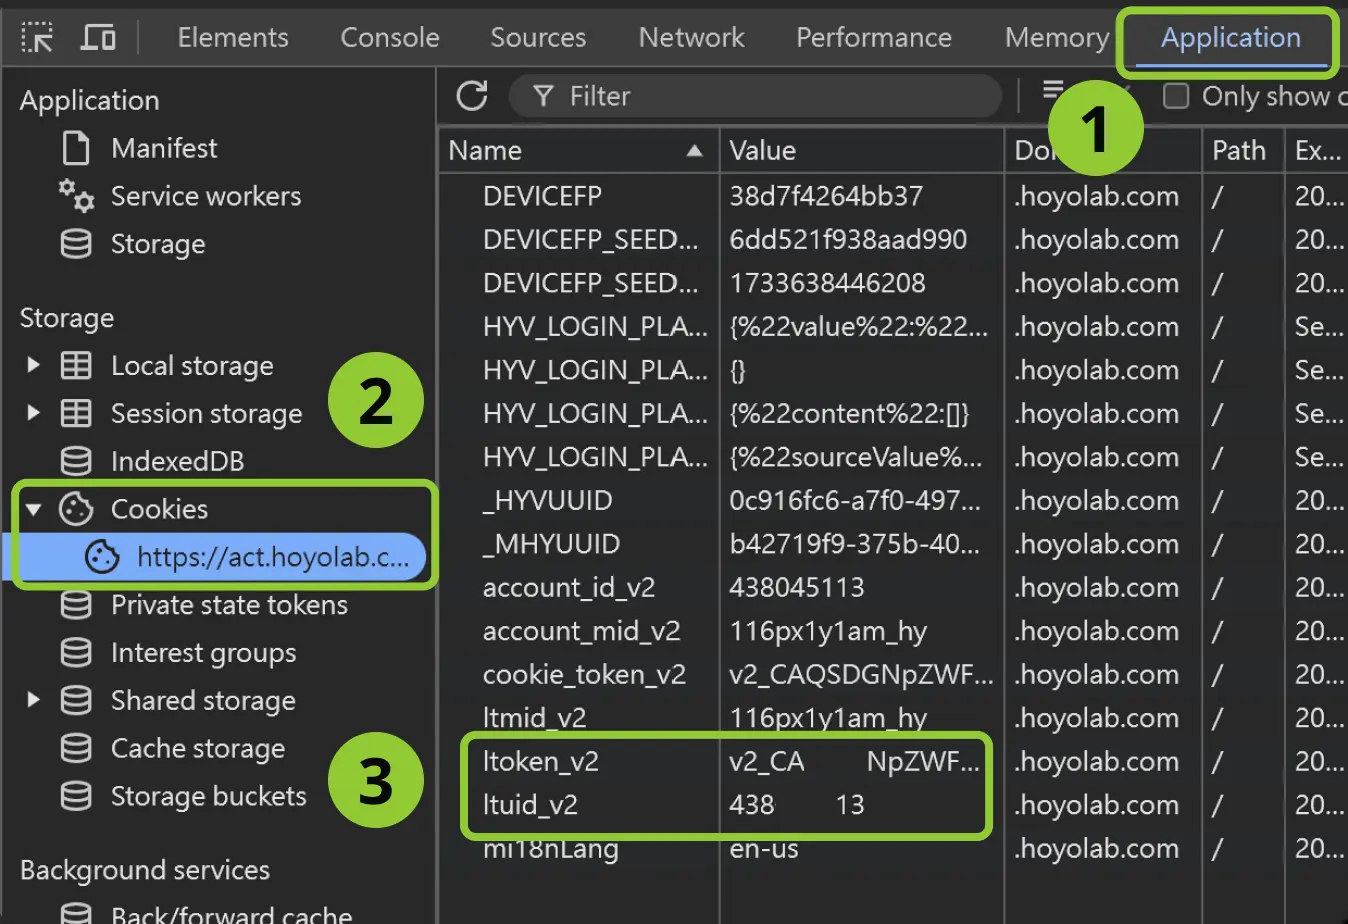 Elements Console Sources Network Performance Memory Application
Application
Manifest
Service workers
Storage
Storage
Local storage
Session storage
IndexedDB
Cookies
https://act.hoyolab.c...
Private state tokens
Interest groups
Shared storage
Cache storage
Storage buckets
Background services
Back/forward cache
2
3
Filter Only show
1
Name Value Path Ex...
DEVICEFP 38d7f4264bb37 .hoyolab.com / 20...
DEVICEFP_SEED... 6dd521f938aad990 .hoyolab.com / 20...
DEVICEFP_SEED... 1733638446208 .hoyolab.com / 20...
HYV_LOGIN_PLA... {%22value%22:%22... .hoyolab.com / Se...
HYV_LOGIN_PLA... {} .hoyolab.com / Se...
HYV_LOGIN_PLA... {%22content%22:[]} .hoyolab.com / Se...
HYV_LOGIN_PLA... {%22sourceValue%... .hoyolab.com / Se...
_HYVUUID 0c916fc6-a7f0-497... .hoyolab.com / 20...
_MHYUUID b42719f9-375b-40... .hoyolab.com / 20...
account_id_v2 438045113 .hoyolab.com / 20...
account_mid_v2 116px1y1am_hy .hoyolab.com / 20...
cookie_token_v2 v2_CAQSDGNpZWF... .hoyolab.com / 20...
ltmid_v2 116px1y1am_hy .hoyolab.com / 20...
ltoken_v2 v2_CA NpZWF... .hoyolab.com / 20...
ltuid_v2 438 13 .hoyolab.com / 20...
mi18nLang en-us .hoyolab.com / 20...